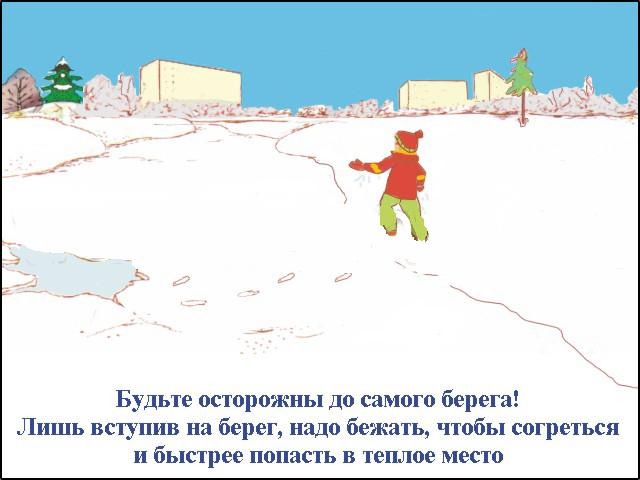 Будьте осторожны до самого берега!
Лишь вступив на берег, надо бежать, чтобы согреться
и быстрее попасть в теплое место